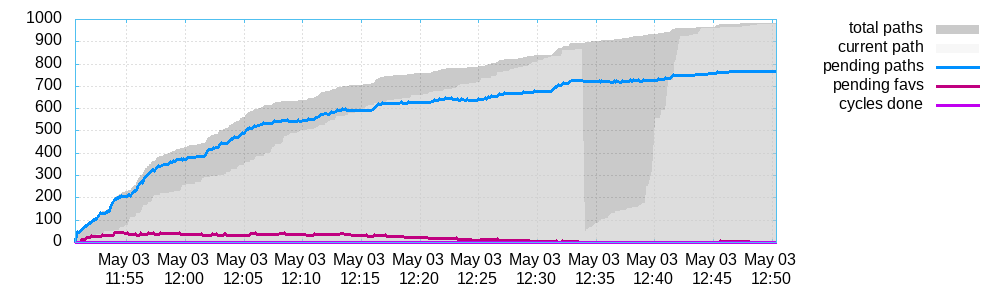 1000
900
800
700
600
500
400
300
200
100
0
May 03 May 03 May 03 May 03 May 03 May 03 May 03 May 03 May 03 May 03 May 03 May 03
11:55 12:00 12:05 12:10 12:15 12:20 12:25 12:30 12:35 12:40 12:45 12:50
total paths
current path
pending paths
pending favs
cycles done